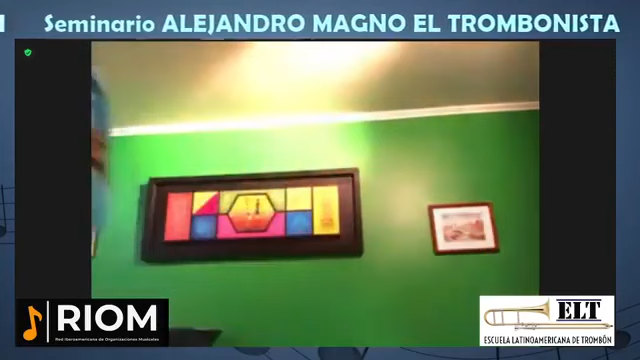 Seminario ALEJANDRO MAGNO EL TROMBONISTA
RIOM
Red Iberoamericana de Organizaciones Musicales
ELT
ESCUELA LATINOAMERICANA DE TROMBÓN